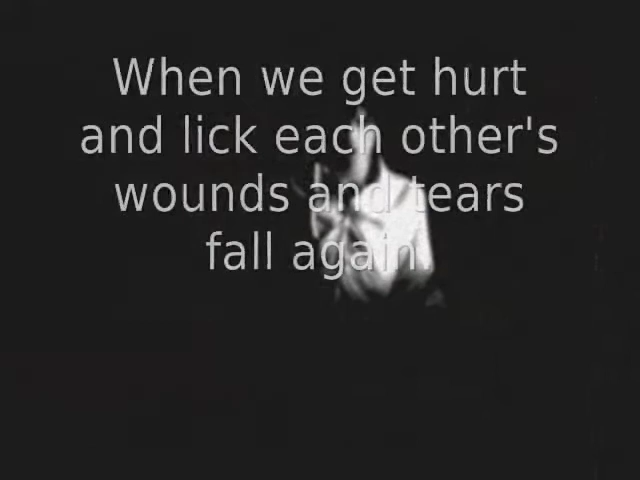 When we get hurt
and lick each other's
wounds and tears
fall again.